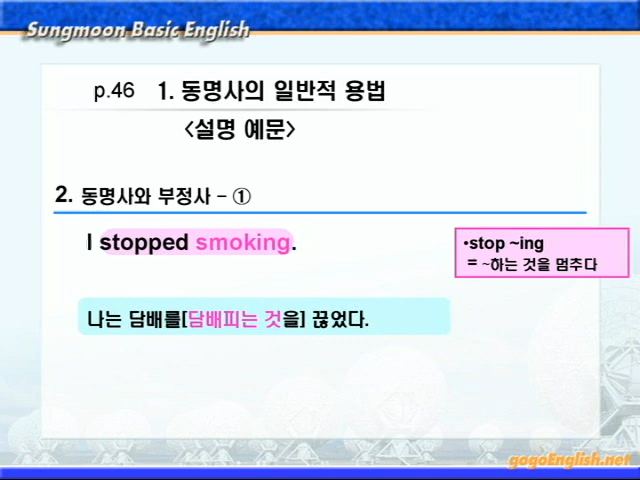 Sungmoon Basic English
p.46 1. 동명사의 일반적 용법
<설명 예문>
2. 동명사와 부정사 - ①
I stopped smoking.
•stop ~ing
= ~하는 것을 멈추다
나는 담배를[담배피는 것을] 끊었다.
gogoEnglish.net